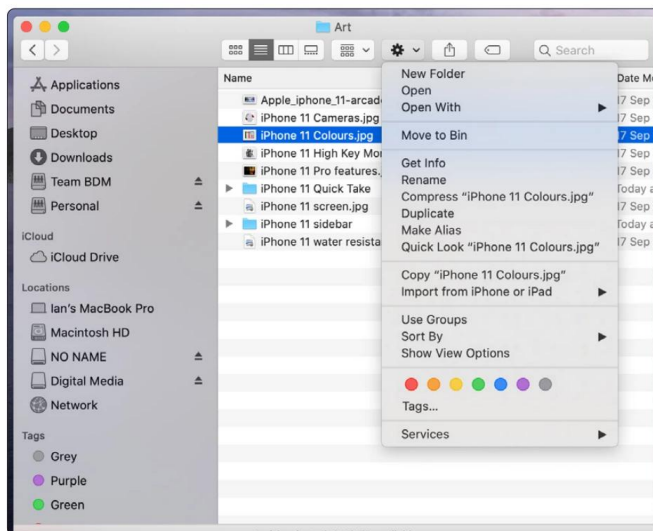 Art
Search
Applications
Documents
Desktop
Downloads
Team BDM
Personal
iCloud
iCloud Drive
Locations
Ian's MacBook Pro
Macintosh HD
NO NAME
Digital Media
Network
Tags
Grey
Purple
Green
Name
Apple_iphone_11-arcad
iPhone 11 Cameras.jpg
iPhone 11 Colours.jpg
iPhone 11 High Key Mo
iPhone 11 Pro features.
iPhone 11 Quick Take
iPhone 11 screen.jpg
iPhone 11 sidebar
iPhone 11 water resista
New Folder
Open
Open With
Move to Bin
Get Info
Rename
Compress “iPhone 11 Colours.jpg”
Duplicate
Make Alias
Quick Look “iPhone 11 Colours.jpg”
Copy “iPhone 11 Colours.jpg”
Import from iPhone or iPad
Use Groups
Sort By
Show View Options
Tags...
Services
Date M
17 Sep
17 Sep
17 Sep
17 Sep
17 Sep
Today a
17 Sep
Today a
17 Sep